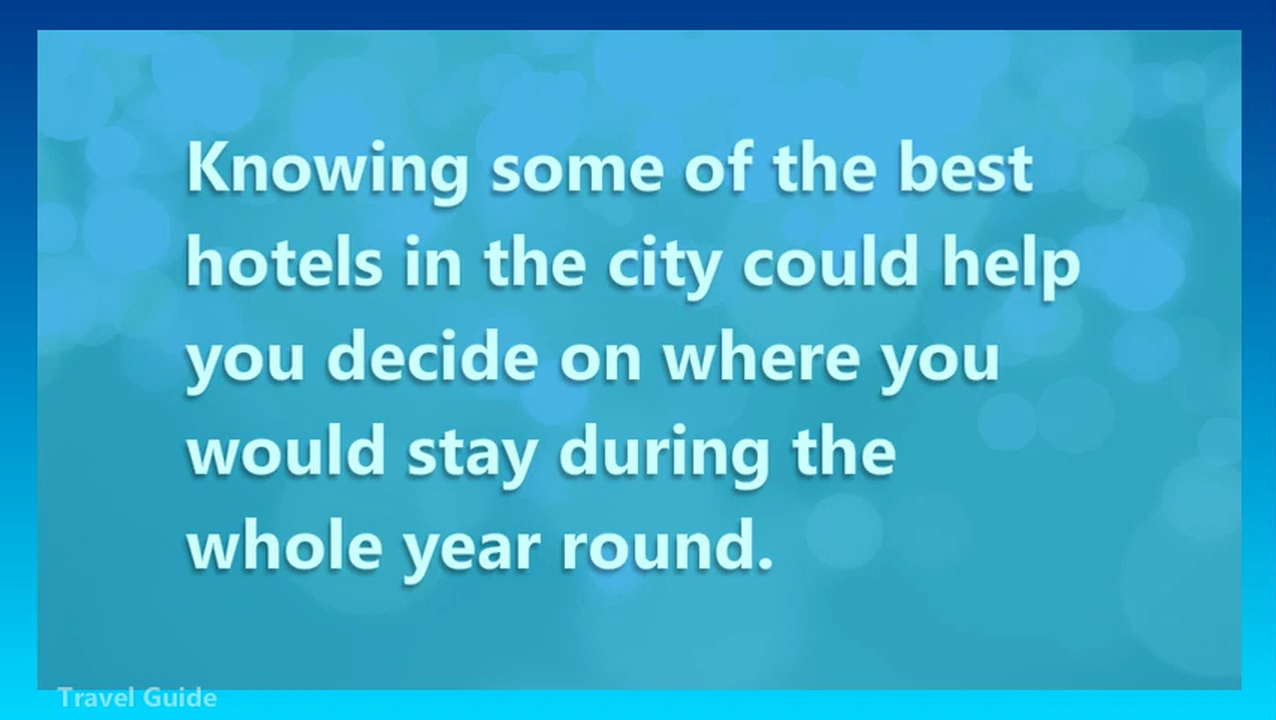 Knowing some of the best
hotels in the city could help
you decide on where you
would stay during the
whole year round.
Travel Guide